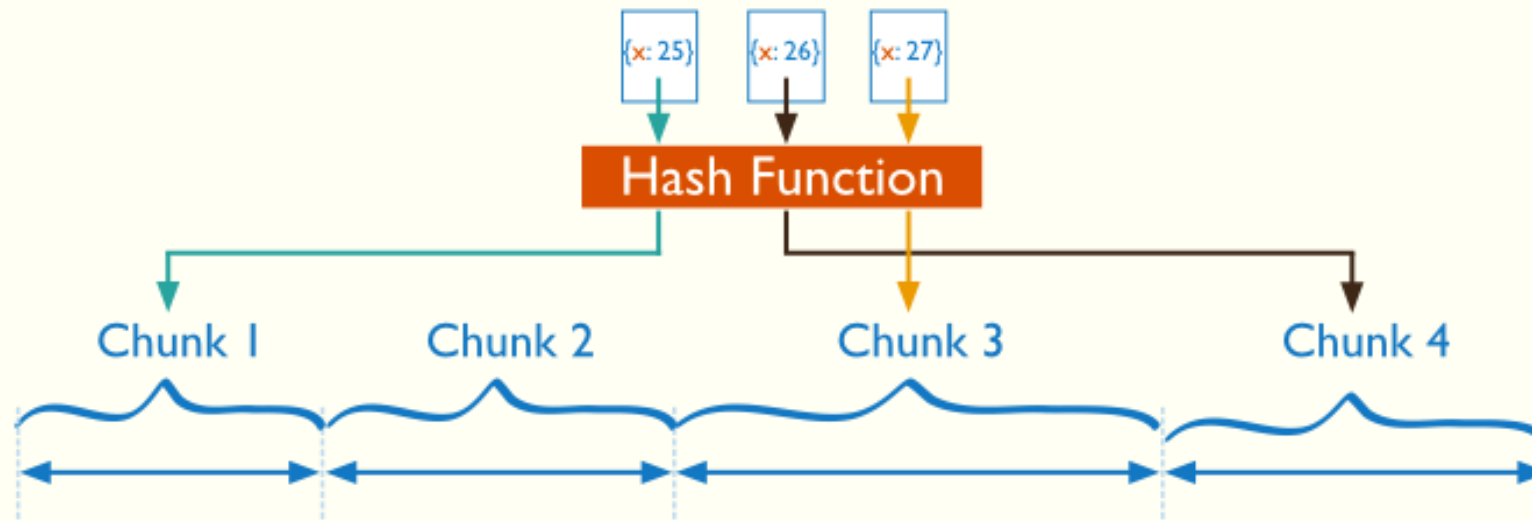 {x: 25} {x: 26} {x: 27}
Hash Function
Chunk 1 Chunk 2 Chunk 3 Chunk 4